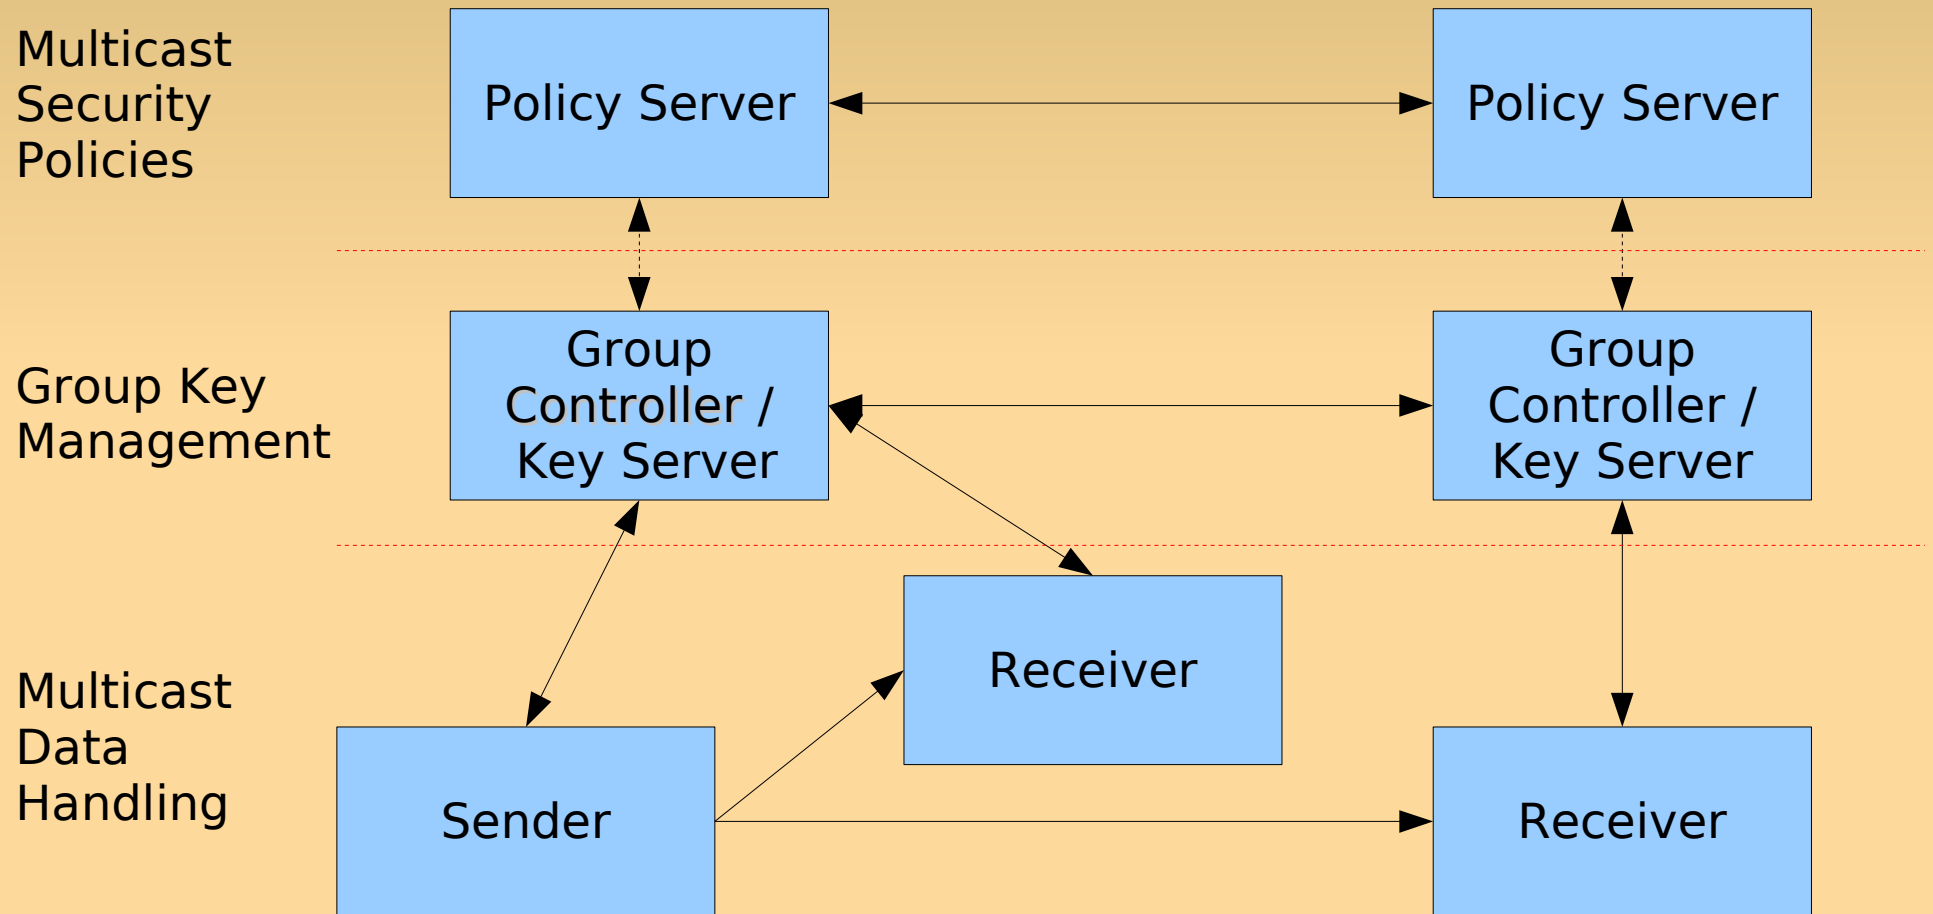 Multicast
Security
Policies
Policy Server
Policy Server
Group Key
Management
Group
Controller /
Key Server
Group
Controller /
Key Server
Multicast
Data
Handling
Receiver
Sender
Receiver